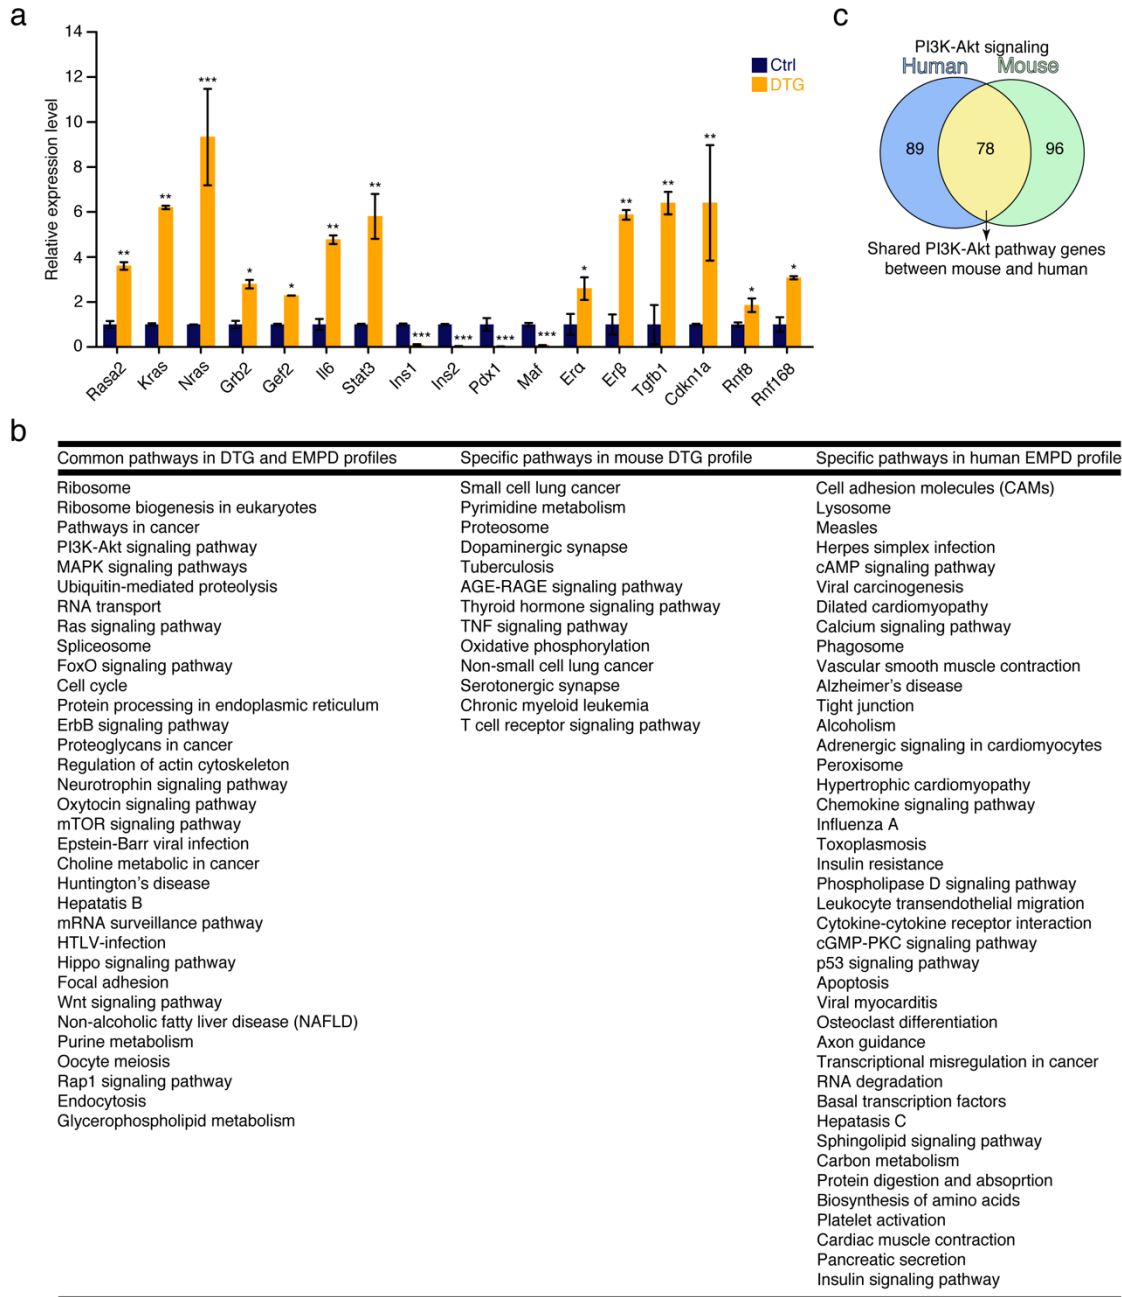 a
14
12
10
8
6
4
2
0
Relative expression level
Ctrl
DTG
** ** *** * * ** ** *** *** *** *** * ** ** ** * *
Rasa2 Kras Nras Grb2 Gef2 Il6 Stat3 Ins1 Ins2 Pdx1 Maf Erα Erβ Tgfb1 Cdkn1a Rnf8 Rnf168
c
PI3K-Akt signaling
Human Mouse
89 78 96
Shared PI3K-Akt pathway genes
between mouse and human
b
Common pathways in DTG and EMPD profiles
Ribosome
Ribosome biogenesis in eukaryotes
Pathways in cancer
PI3K-Akt signaling pathway
MAPK signaling pathways
Ubiquitin-mediated proteolysis
RNA transport
Ras signaling pathway
Spliceosome
FoxO signaling pathway
Cell cycle
Protein processing in endoplasmic reticulum
ErbB signaling pathway
Proteoglycans in cancer
Regulation of actin cytoskeleton
Neurotrophin signaling pathway
Oxytocin signaling pathway
mTOR signaling pathway
Epstein-Barr viral infection
Choline metabolic in cancer
Huntington's disease
Hepatatis B
mRNA surveillance pathway
HTLV-infection
Hippo signaling pathway
Focal adhesion
Wnt signaling pathway
Non-alcoholic fatty liver disease (NAFLD)
Purine metabolism
Oocyte meiosis
Rap1 signaling pathway
Endocytosis
Glycerophospholipid metabolism
Specific pathways in mouse DTG profile
Small cell lung cancer
Pyrimidine metabolism
Proteosome
Dopaminergic synapse
Tuberculosis
AGE-RAGE signaling pathway
Thyroid hormone signaling pathway
TNF signaling pathway
Oxidative phosphorylation
Non-small cell lung cancer
Serotonergic synapse
Chronic myeloid leukemia
T cell receptor signaling pathway
Specific pathways in human EMPD profile
Cell adhesion molecules (CAMs)
Lysosome
Measles
Herpes simplex infection
cAMP signaling pathway
Viral carcinogenesis
Dilated cardiomyopathy
Calcium signaling pathway
Phagosome
Vascular smooth muscle contraction
Alzheimer's disease
Tight junction
Alcoholism
Adrenergic signaling in cardiomyocytes
Peroxisome
Hypertrophic cardiomyopathy
Chemokine signaling pathway
Influenza A
Toxoplasmosis
Insulin resistance
Phospholipase D signaling pathway
Leukocyte transendothelial migration
Cytokine-cytokine receptor interaction
cGMP-PKC signaling pathway
p53 signaling pathway
Apoptosis
Viral myocarditis
Osteoclast differentiation
Axon guidance
Transcriptional misregulation in cancer
RNA degradation
Basal transcription factors
Hepatasis C
Sphingolipid signaling pathway
Carbon metabolism
Protein digestion and absoprtion
Biosynthesis of amino acids
Platelet activation
Cardiac muscle contraction
Pancreatic secretion
Insulin signaling pathway